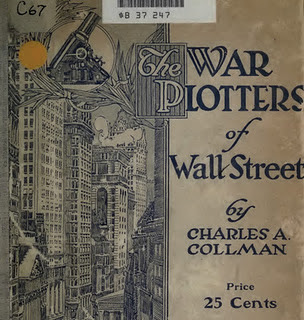 C67
$B 37 247
The WAR
PLOTTERS
of
Wall Street
by
CHARLES A.
COLLMAN
Price
25 Cents